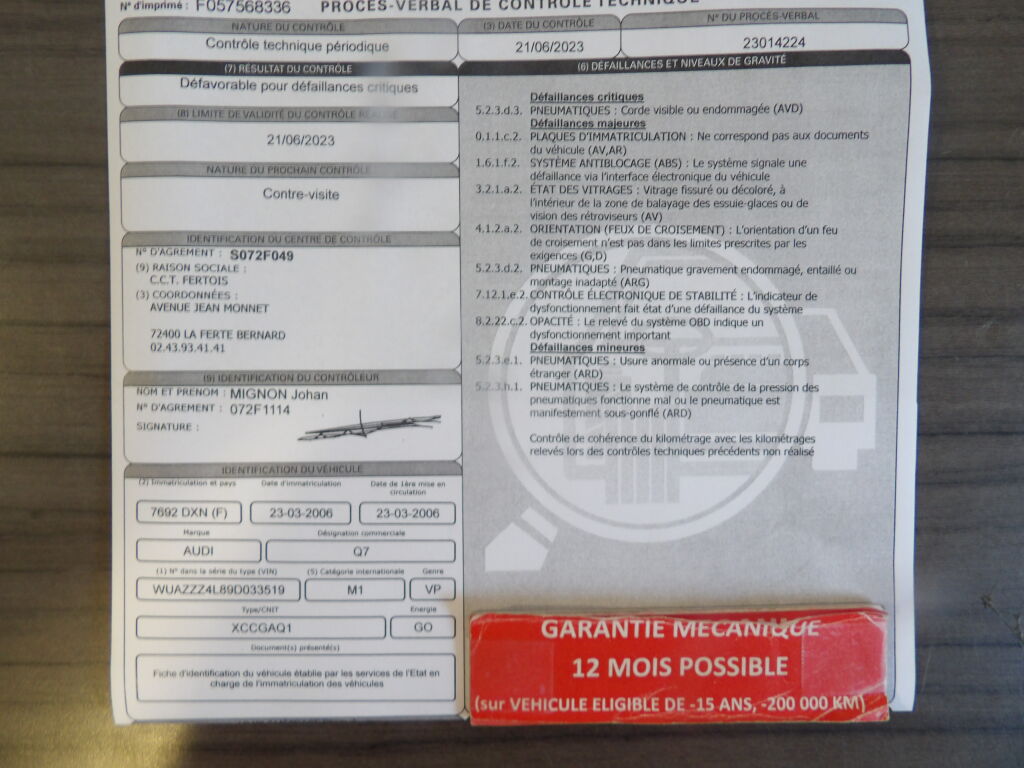 N° d'imprimé : F057568336 PROCÈS-VERBAL DE CONTRÔLE TECHNIQUE
NATURE DU CONTRÔLE
Contrôle technique périodique
(3) DATE DU CONTRÔLE
21/06/2023
N° DU PROCÈS-VERBAL
23014224
(7) RÉSULTAT DU CONTRÔLE
Défavorable pour défaillances critiques
(8) LIMITE DE VALIDITÉ DU CONTRÔLE RÉALISÉ
21/06/2023
NATURE DU PROCHAIN CONTRÔLE
Contre-visite
IDENTIFICATION DU CENTRE DE CONTRÔLE
N° D'AGREMENT : S072F049
(9) RAISON SOCIALE :
C.C.T. FERTOIS
(3) COORDONNÉES :
AVENUE JEAN MONNET
72400 LA FERTE BERNARD
02.43.93.41.41
(9) IDENTIFICATION DU CONTRÔLEUR
NOM ET PRENOM : MIGNON Johan
N° D'AGREMENT : 072F1114
SIGNATURE :
IDENTIFICATION DU VÉHICULE
(2) Immatriculation et pays Date d'immatriculation Date de 1ère mise en
circulation
7692 DXN (F) 23-03-2006 23-03-2006
Marque Désignation commerciale
AUDI Q7
(1) N° dans la série du type (VIN) (5) Catégorie internationale Genre
WUAZZZ4L89D033519 M1 VP
Type/CNIT Energie
XCCGAQ1 GO
Document(s) présenté(s)
Fiche d'identification du véhicule établie par les services de l'Etat en
charge de l'immatriculation des véhicules
(6) DÉFAILLANCES ET NIVEAUX DE GRAVITÉ
Défaillances critiques
5.2.3.d.3. PNEUMATIQUES : Corde visible ou endommagée (AVD)
Défaillances majeures
0.1.1.c.2. PLAQUES D'IMMATRICULATION : Ne correspond pas aux documents
du véhicule (AV,AR)
1.6.1.f.2. SYSTÈME ANTIBLOCAGE (ABS) : Le système signale une
défaillance via l'interface électronique du véhicule
3.2.1.a.2. ÉTAT DES VITRAGES : Vitrage fissuré ou décoloré, à
l'intérieur de la zone de balayage des essuie-glaces ou de
vision des rétroviseurs (AV)
4.1.2.a.2. ORIENTATION (FEUX DE CROISEMENT) : L'orientation d'un feu
de croisement n'est pas dans les limites prescrites par les
exigences (G,D)
5.2.3.d.2. PNEUMATIQUES : Pneumatique gravement endommagé, entaillé ou
montage inadapté (ARG)
7.12.1.e.2. CONTRÔLE ÉLECTRONIQUE DE STABILITÉ : L'indicateur de
dysfonctionnement fait état d'une défaillance du système
8.2.22.c.2. OPACITÉ : Le relevé du système OBD indique un
dysfonctionnement important
Défaillances mineures
5.2.3.e.1. PNEUMATIQUES : Usure anormale ou présence d'un corps
étranger (ARD)
5.2.3.h.1. PNEUMATIQUES : Le système de contrôle de la pression des
pneumatiques fonctionne mal ou le pneumatique est
manifestement sous-gonflé (ARD)
Contrôle de cohérence du kilométrage avec les kilométrages
relevés lors des contrôles techniques précédents non réalisé
GARANTIE MECANIQUE
12 MOIS POSSIBLE
(sur VEHICULE ELIGIBLE DE -15 ANS, -200 000 KM)